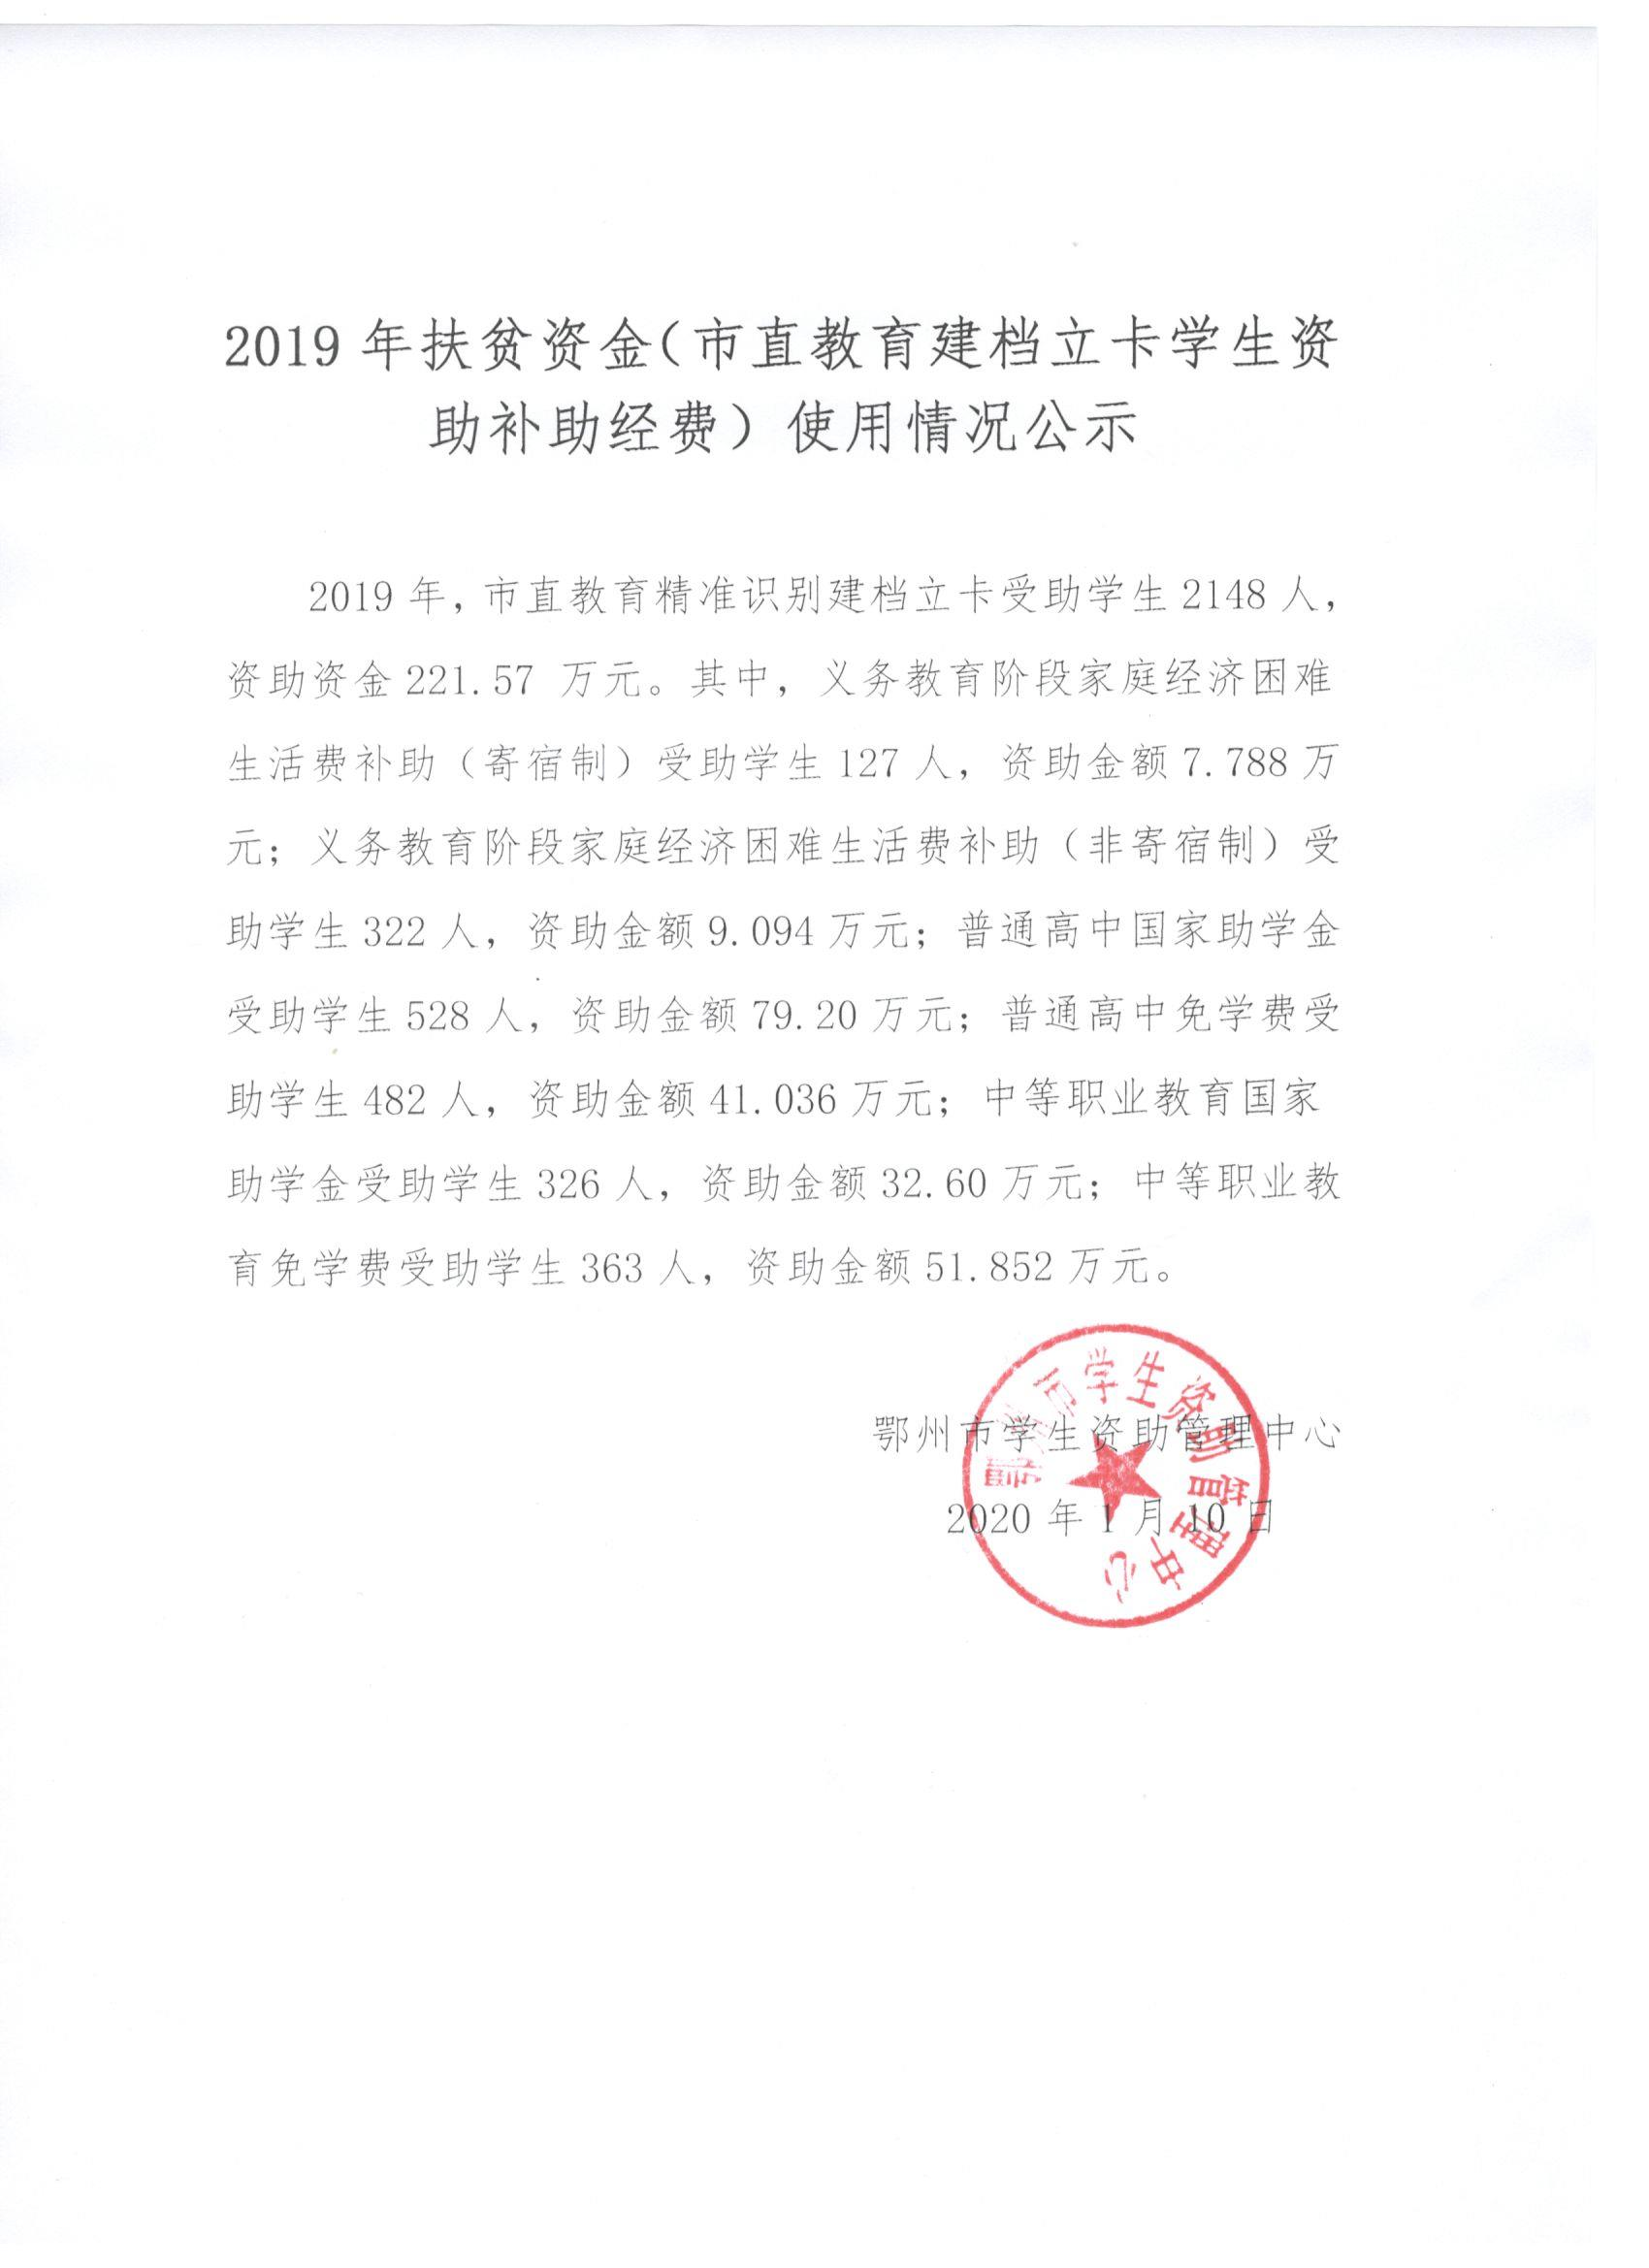 2019年扶贫资金（市直教育建档立卡学生资
助补助经费）使用情况公示
2019年，市直教育精准识别建档立卡受助学生2148人，
资助资金221.57 万元。其中，义务教育阶段家庭经济困难
生活费补助（寄宿制）受助学生127人，资助金额7.788万
元；义务教育阶段家庭经济困难生活费补助（非寄宿制）受
助学生322人，资助金额9.094万元；普通高中国家助学金
受助学生528人，资助金额79.20万元；普通高中免学费受
助学生482人，资助金额41.036万元；中等职业教育国家
助学金受助学生326人，资助金额32.60万元；中等职业教
育免学费受助学生363人，资助金额51.852万元。
鄂州市学生资助管理中心
2020年1月10日
鄂州市学生资助管理中心